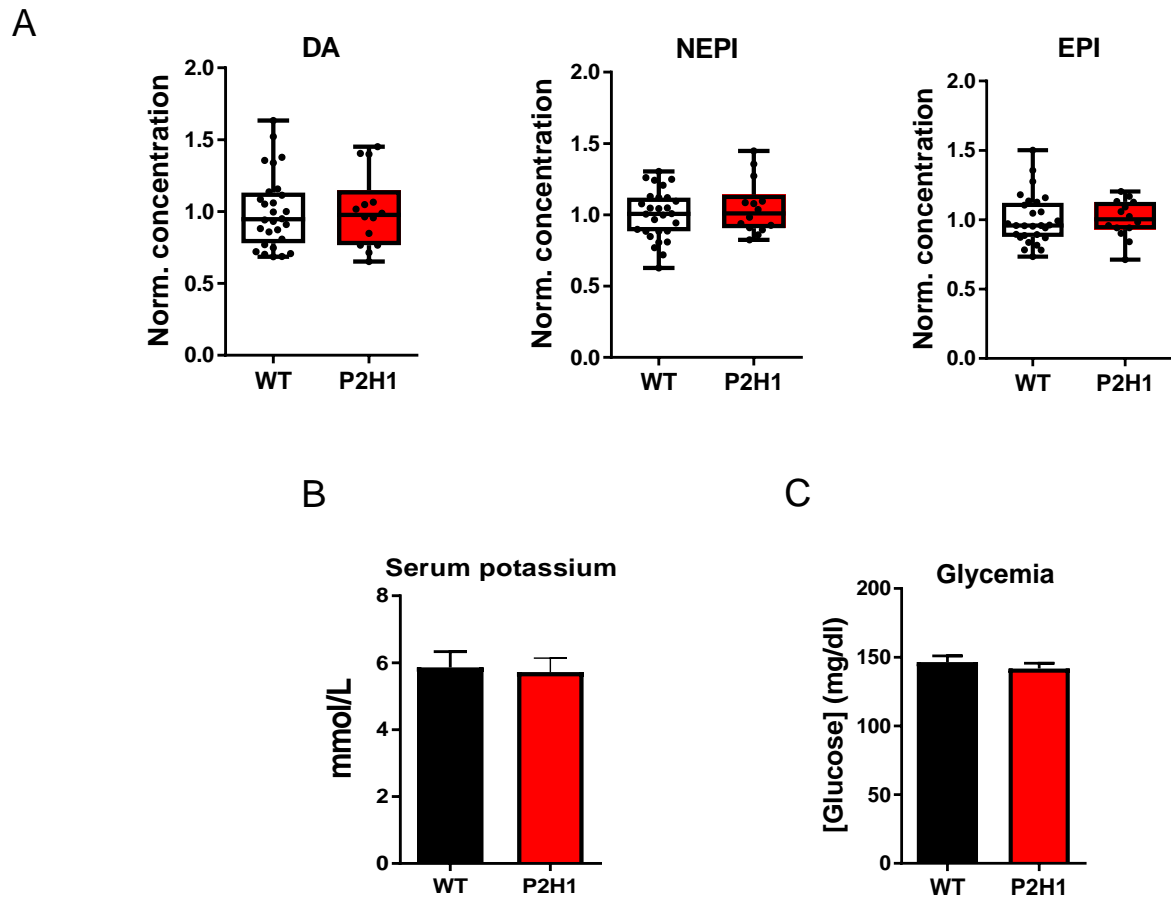 A
DA
Norm. concentration
2.0
1.5
1.0
0.5
0.0
WT P2H1
NEPI
Norm. concentration
2.0
1.5
1.0
0.5
0.0
WT P2H1
EPI
Norm. concentration
2.0
1.5
1.0
0.5
0.0
WT P2H1
B
Serum potassium
mmol/L
8
6
4
2
0
WT P2H1
C
Glycemia
[Glucose] (mg/dl)
200
150
100
50
0
WT P2H1